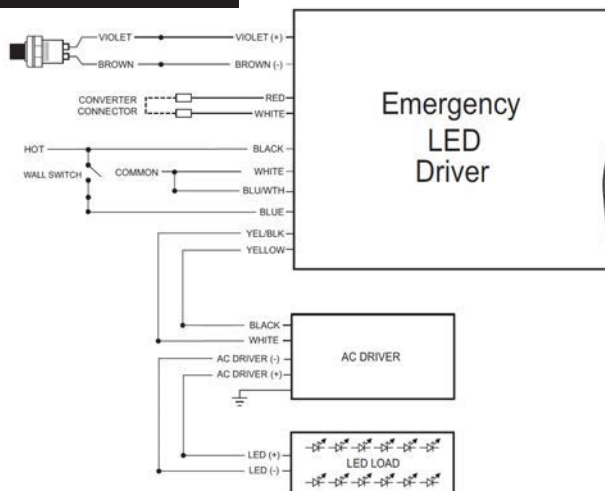 VIOLET VIOLET (+)
BROWN BROWN (-)
CONVERTER
CONNECTOR
RED
WHITE
HOT BLACK
WALL SWITCH COMMON WHITE
BLU/WTH
BLUE
YEL/BLK
YELLOW
Emergency
LED
Driver
BLACK
WHITE
AC DRIVER (-)
AC DRIVER (+)
AC DRIVER
LED (+)
LED (-)
LED LOAD